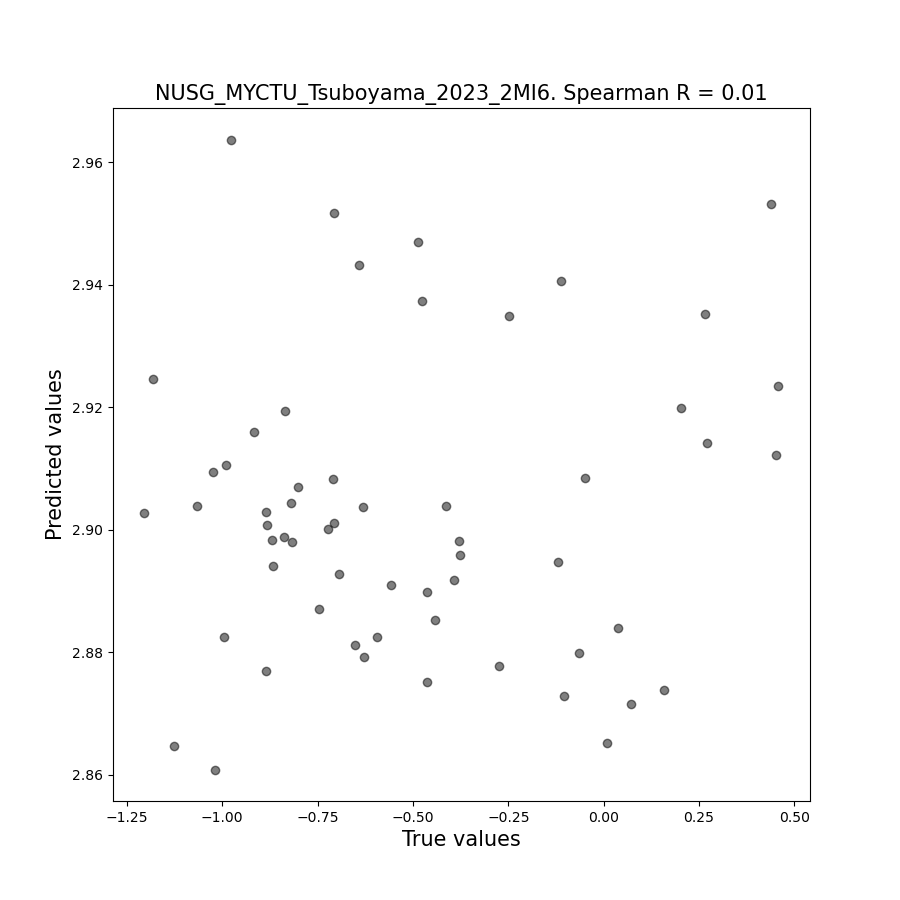 NUSG_MYCTU_Tsuboyama_2023_2MI6. Spearman R = 0.01
2.96
2.94
2.92
2.90
2.88
2.86
Predicted values
−1.25 −1.00 −0.75 −0.50 −0.25 0.00 0.25 0.50
True values